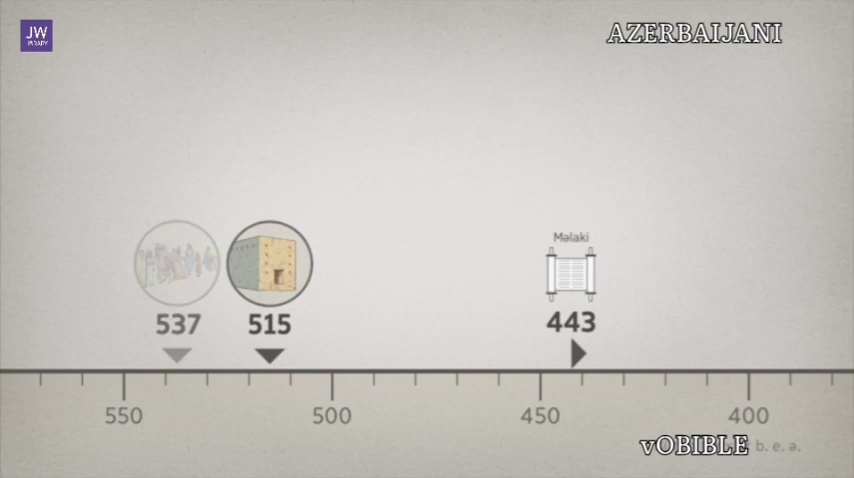 JW
LIBRARY
AZERBAIJANI
Məlaki
537
515
443
550
500
450
400
vOBIBLE
b. e. ə.